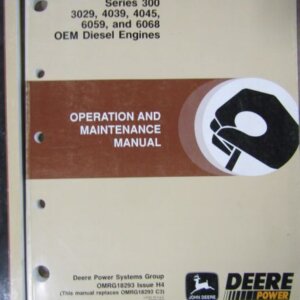 Series 300
3029, 4039, 4045,
6059, and 6068
OEM Diesel Engines
OPERATION AND
MAINTENANCE
MANUAL
Deere Power Systems Group
OMRG18293 Issue H4
(This manual replaces OMRG18293 C3)
JOHN DEERE
DEERE
POWER